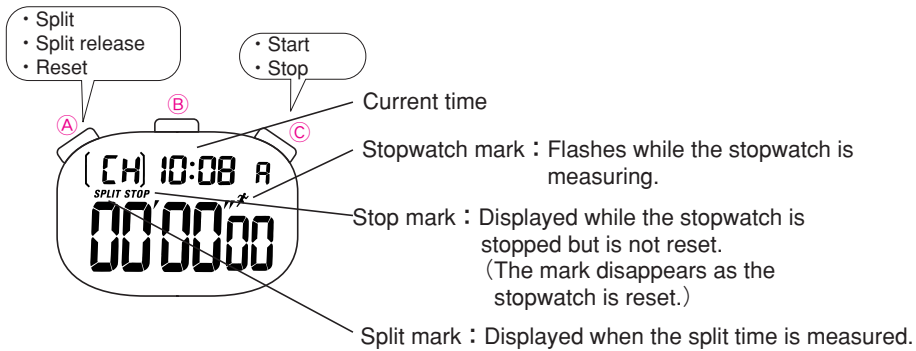 ・Split
・Split release
・Reset
・Start
・Stop
Ⓐ
Ⓑ
Ⓒ
Current time
[CH] 10:08 A
SPLIT STOP
00'00"00
Stopwatch mark：Flashes while the stopwatch is
measuring.
Stop mark：Displayed while the stopwatch is
stopped but is not reset.
（The mark disappears as the
stopwatch is reset.）
Split mark：Displayed when the split time is measured.